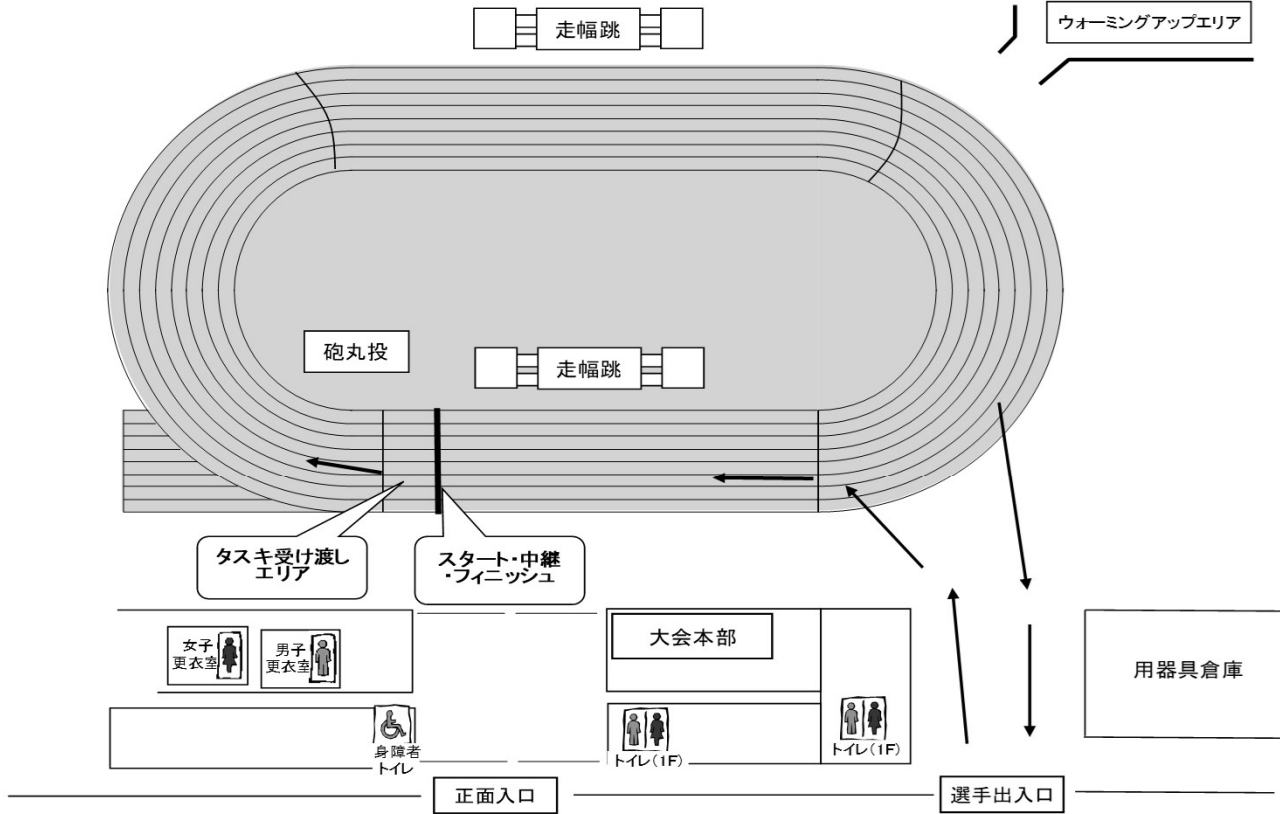 走幅跳
ウォーミングアップエリア
砲丸投
走幅跳
タスキ受け渡し
エリア
スタート・中継
・フィニッシュ
女子
更衣室
男子
更衣室
大会本部
用器具倉庫
身障者
トイレ
トイレ(1F)
トイレ(1F)
正面入口
選手出入口